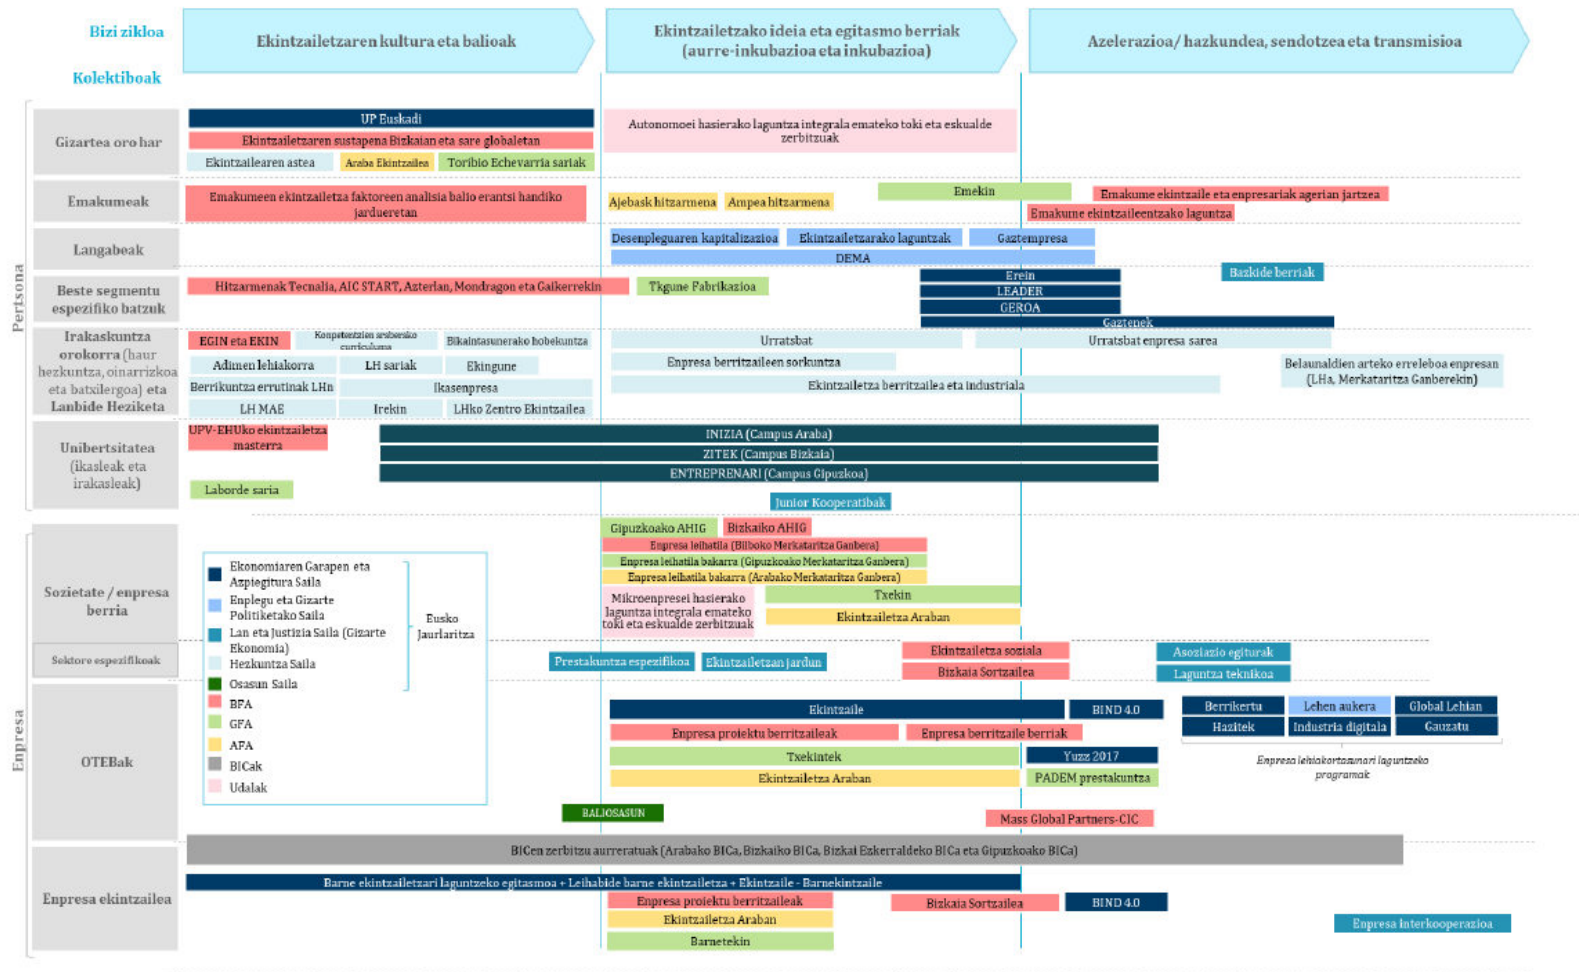 Bizi zikloa
Ekintzailetzaren kultura eta balioak
Ekintzailetzako ideia eta egitasmo berriak
(aurre-inkubazioa eta inkubazioa)
Azelerazioa/ hazkundea, sendotzea eta transmisioa
Kolektiboak
Pertsona
Gizartea oro har
UP Euskadi
Ekintzailetzaren sustapena Bizkaian eta sare globaletan
Ekintzailearen astea
Araba Ekintzailea
Toribio Echevarria sariak
Autonomoei hasierako laguntza integrala emateko toki eta eskualde
zerbitzuak
Emakumeak
Emakumeen ekintzailetza faktoreen analisia balio erantsi handiko
jardueretan
Ajebask hitzarmena
Ampea hitzarmena
Emekin
Emakume ekintzaile eta enpresariak agerian jartzea
Emakume ekintzaileentzako laguntza
Langabeak
Desenpleguaren kapitalizazioa
Ekintzailetzarako laguntzak
Gaztempresa
DEMA
Beste segmentu
espezifiko batzuk
Hitzarmenak Tecnalia, AIC START, Azterlan, Mondragon eta Gaikerrekin
Tkgune Fabrikazioa
Erein
LEADER
GEROA
Gaztenek
Bazkide berriak
Irakaskuntza
orokorra (haur
hezkuntza, oinarrizkoa
eta batxilergoa) eta
Lanbide Heziketa
EGIN eta EKIN
Konpetentzien araberako
curriculuma
Bikaintasunerako hobekuntza
Adimen lehiakorra
LH sariak
Ekingune
Berrikuntza errutinak LHn
Ikasenpresa
LH MAE
Irekin
LHko Zentro Ekintzailea
Urratsbat
Urratsbat enpresa sarea
Enpresa berritzaileen sorkuntza
Ekintzailetza berritzailea eta industriala
Belaunaldien arteko erreleboa enpresan
(LHa, Merkataritza Ganberekin)
Unibertsitatea
(ikasleak eta
irakasleak)
UPV-EHUko ekintzailetza
masterra
Laborde saria
INIZIA (Campus Araba)
ZITEK (Campus Bizkaia)
ENTREPRENARI (Campus Gipuzkoa)
Junior Kooperatibak
Enpresa
Sozietate / enpresa
berria
Gipuzkoako AHIG
Bizkaiko AHIG
Enpresa leihatila (Bilboko Merkataritza Ganbera)
Enpresa leihatila bakarra (Gipuzkoako Merkataritza Ganbera)
Enpresa leihatila bakarra (Arabako Merkataritza Ganbera)
Mikroenpresei hasierako
laguntza integrala emateko
toki eta eskualde zerbitzuak
Txekin
Ekintzailetza Araban
Ekonomiaren Garapen eta
Azpiegitura Saila
Enplegu eta Gizarte
Politiketako Saila
Lan eta Justizia Saila (Gizarte
Ekonomia)
Hezkuntza Saila
Osasun Saila
BFA
GFA
AFA
BICak
Udalak
Eusko
Jaurlaritza
Sektore espezifikoak
Prestakuntza espezifikoa
Ekintzailetzan jardun
Ekintzailetza soziala
Bizkaia Sortzailea
Asoziazio egiturak
Laguntza teknikoa
OTEBak
Ekintzaile
BIND 4.0
Enpresa proiektu berritzaileak
Enpresa berritzaile berriak
Txekintek
Yuzz 2017
Ekintzailetza Araban
PADEM prestakuntza
BALIOSASUN
Mass Global Partners-CIC
Berrikertu
Lehen aukera
Global Lehian
Hazitek
Industria digitala
Gauzatu
Enpresa lehiakortasunari laguntzeko
programak
BICen zerbitzu aurreratuak (Arabako BICa, Bizkaiko BICa, Bizkai Ezkerraldeko BICa eta Gipuzkoako BICa)
Enpresa ekintzailea
Barne ekintzailetzari laguntzeko egitasmoa + Leihabide barne ekintzailetza + Ekintzaile - Barnekintzaile
Enpresa proiektu berritzaileak
Bizkaia Sortzailea
BIND 4.0
Ekintzailetza Araban
Barnetekin
Enpresa interkooperazioa